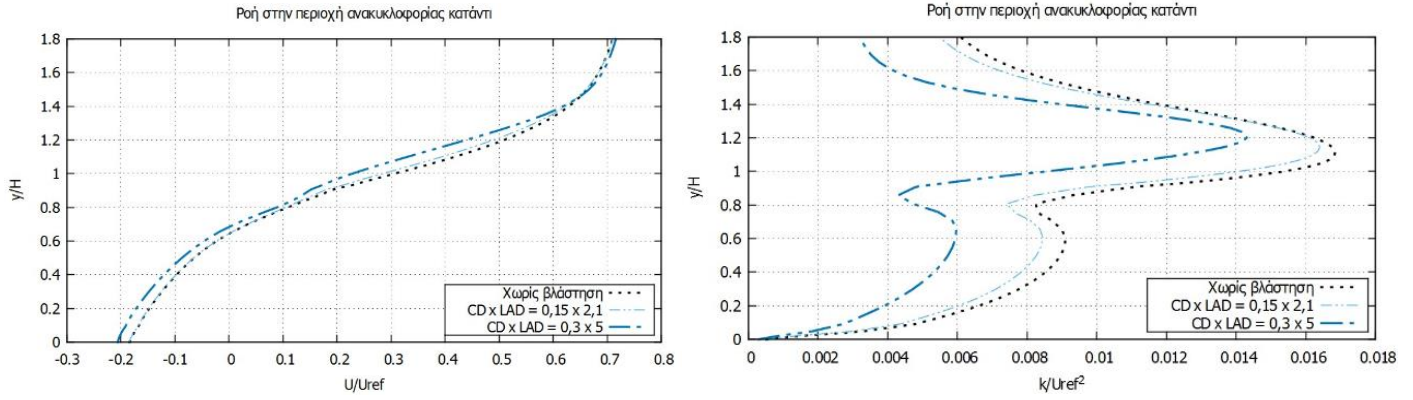 Ροή στην περιοχή ανακυκλοφορίας κατάντι
1.8
1.6
1.4
1.2
1
0.8
0.6
0.4
0.2
0
y/H
Χωρίς βλάστηση
CD x LAD = 0,15 x 2,1
CD x LAD = 0,3 x 5
-0.3 -0.2 -0.1 0 0.1 0.2 0.3 0.4 0.5 0.6 0.7 0.8
U/Uref
Ροή στην περιοχή ανακυκλοφορίας κατάντι
1.8
1.6
1.4
1.2
1
0.8
0.6
0.4
0.2
0
y/H
Χωρίς βλάστηση
CD x LAD = 0,15 x 2,1
CD x LAD = 0,3 x 5
0 0.002 0.004 0.006 0.008 0.01 0.012 0.014 0.016 0.018
k/Uref²